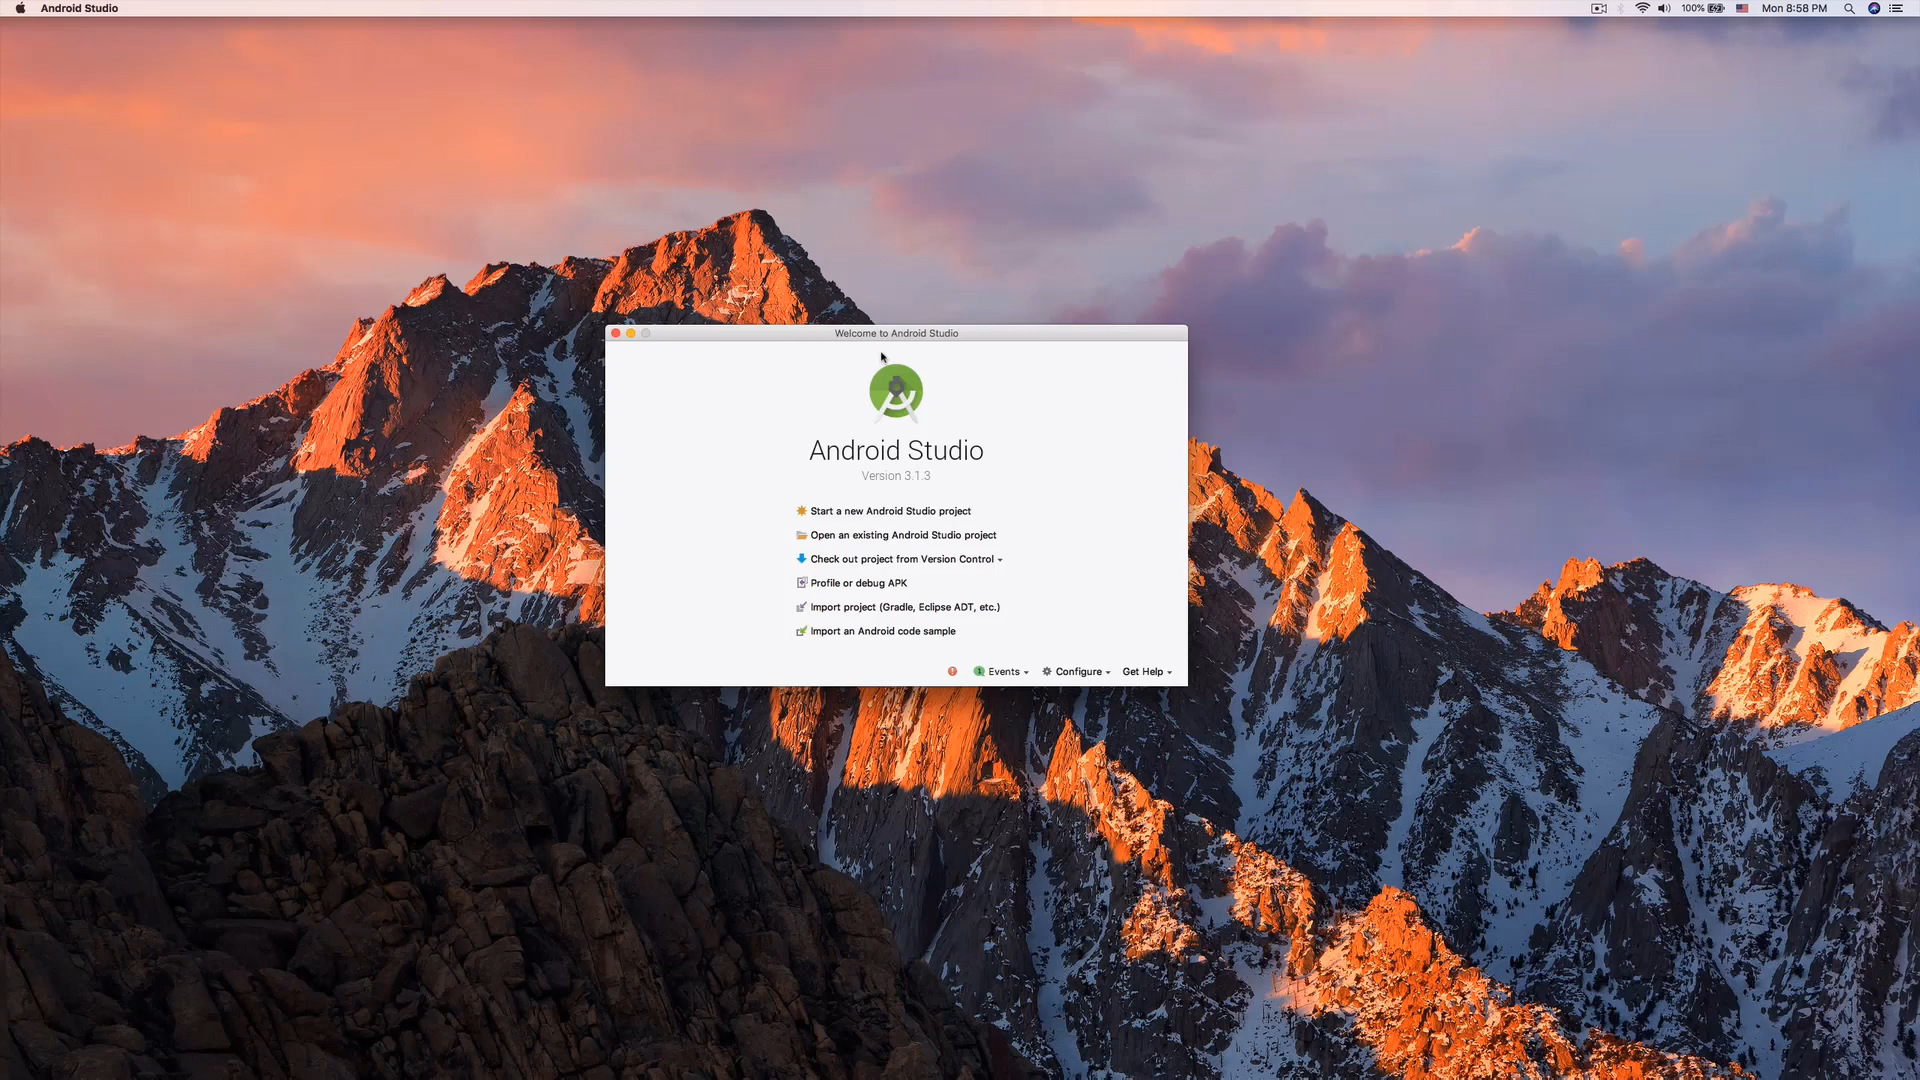 Android Studio
100%
Mon 8:58 PM
Welcome to Android Studio
Android Studio
Version 3.1.3
Start a new Android Studio project
Open an existing Android Studio project
Check out project from Version Control
Profile or debug APK
Import project (Gradle, Eclipse ADT, etc.)
Import an Android code sample
Events
Configure
Get Help